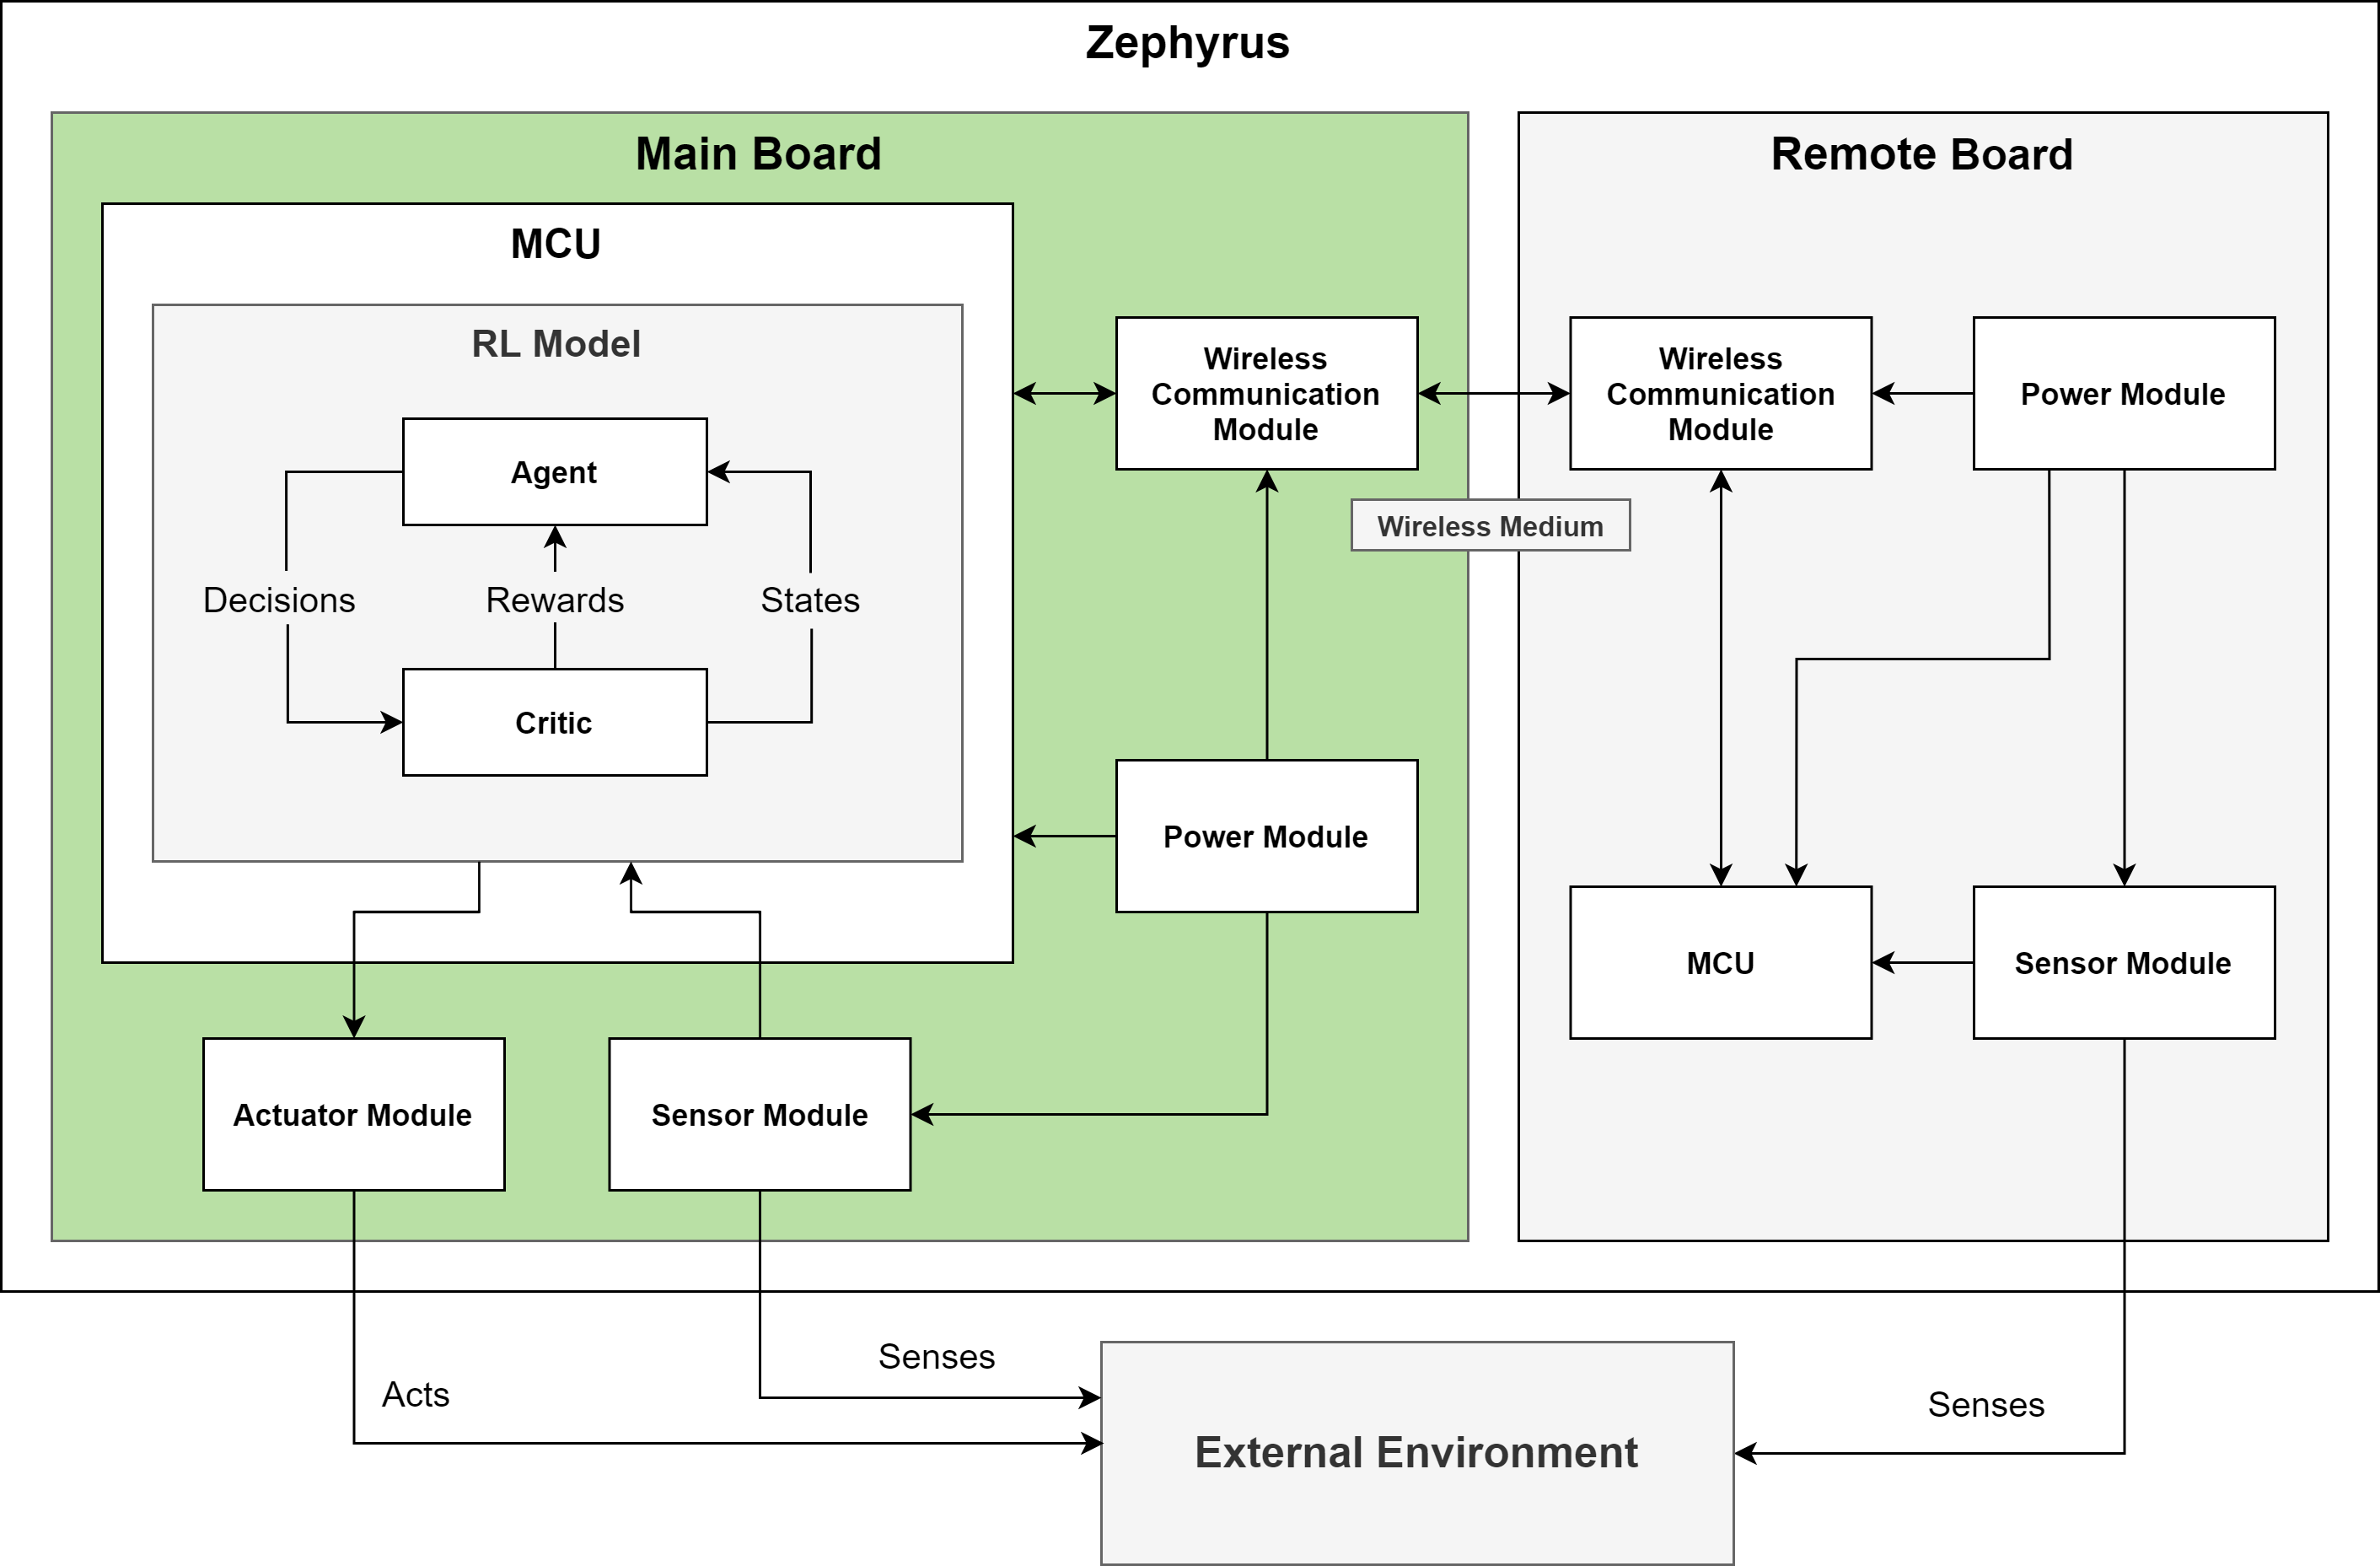 Zephyrus
Main Board
Remote Board
MCU
RL Model
Agent
Decisions
Rewards
States
Critic
Wireless
Communication
Module
Power Module
Actuator Module
Sensor Module
Wireless Medium
Wireless
Communication
Module
Power Module
MCU
Sensor Module
Acts
Senses
Senses
External Environment